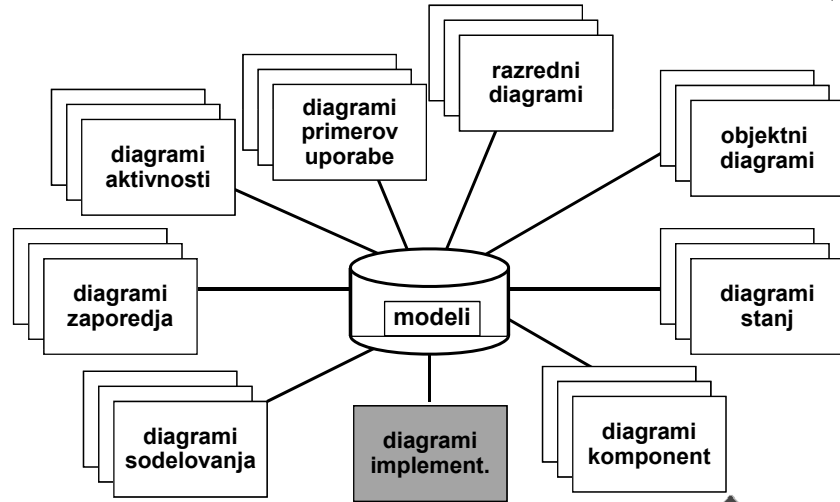 razredni
diagrami
diagrami
primerov
uporabe
objektni
diagrami
diagrami
aktivnosti
diagrami
zaporedja
modeli
diagrami
stanj
diagrami
sodelovanja
diagrami
implement.
diagrami
komponent